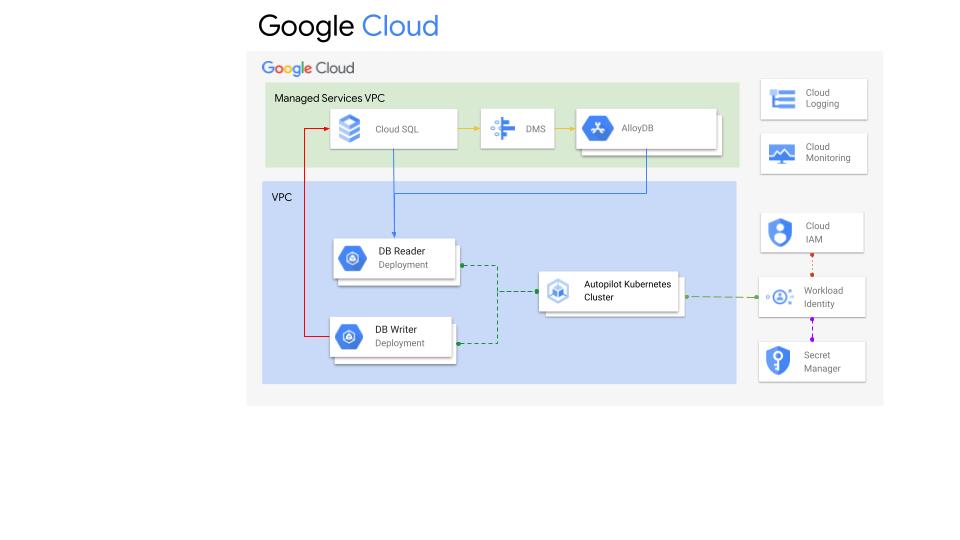 Google Cloud
Google Cloud
Managed Services VPC
Cloud SQL
DMS
AlloyDB
Cloud
Logging
Cloud
Monitoring
VPC
DB Reader
Deployment
DB Writer
Deployment
Autopilot Kubernetes
Cluster
Cloud
IAM
Workload
Identity
Secret
Manager